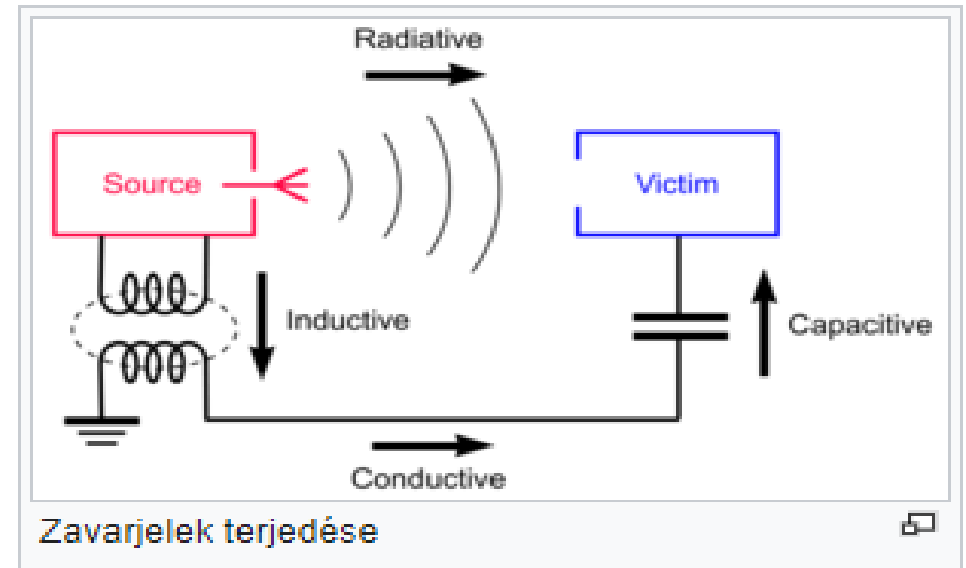 Radiative
Source
Victim
Inductive
Capacitive
Conductive
Zavarjelek terjedése